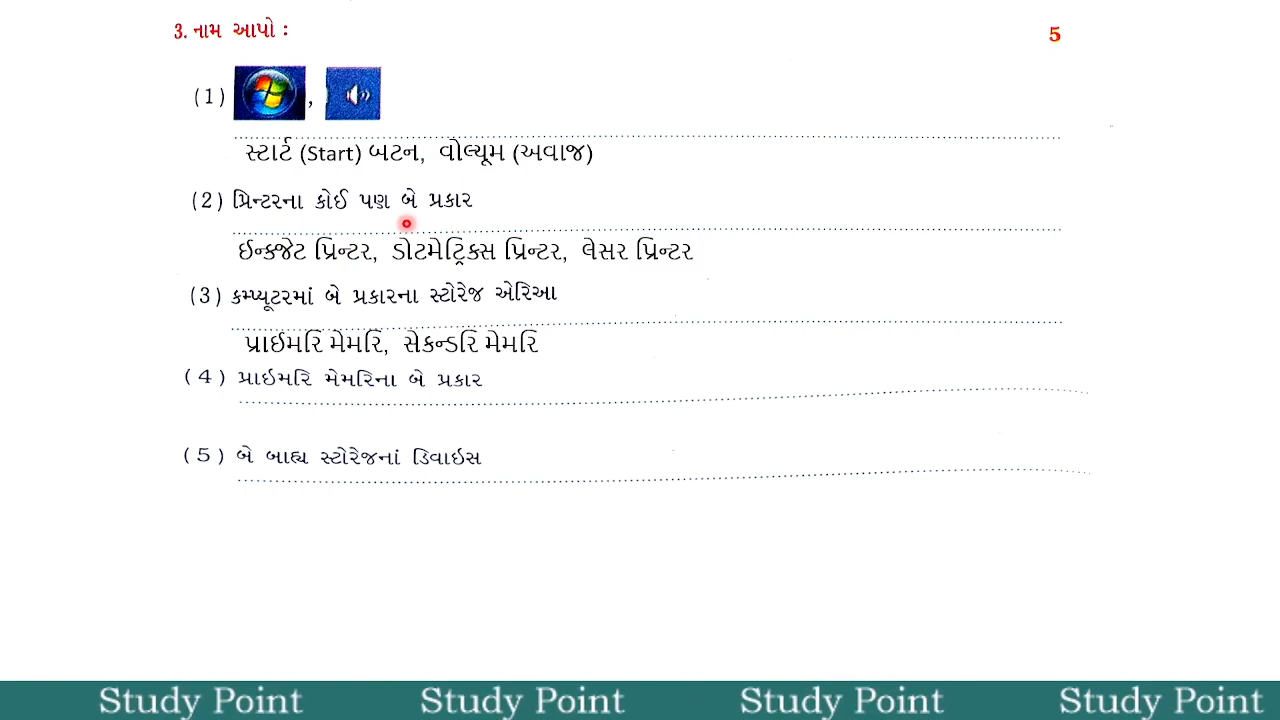 3. નામ આપો : 5
(1) ,
સ્ટાર્ટ (Start) બટન, વોલ્યૂમ (અવાજ)
(2) પ્રિન્ટરના કોઈ પણ બે પ્રકાર
ઈન્કજેટ પ્રિન્ટર, ડોટમેટ્રિક્સ પ્રિન્ટર, લેસર પ્રિન્ટર
(3) કમ્પ્યૂટરમાં બે પ્રકારના સ્ટોરેજ એરિઆ
પ્રાઈમરિ મેમરિ, સેકન્ડરિ મેમરિ
(4) પ્રાઇમરિ મેમરિના બે પ્રકાર
(5) બે બાહ્ય સ્ટોરેજનાં ડિવાઇસ
Study Point Study Point Study Point Study Point